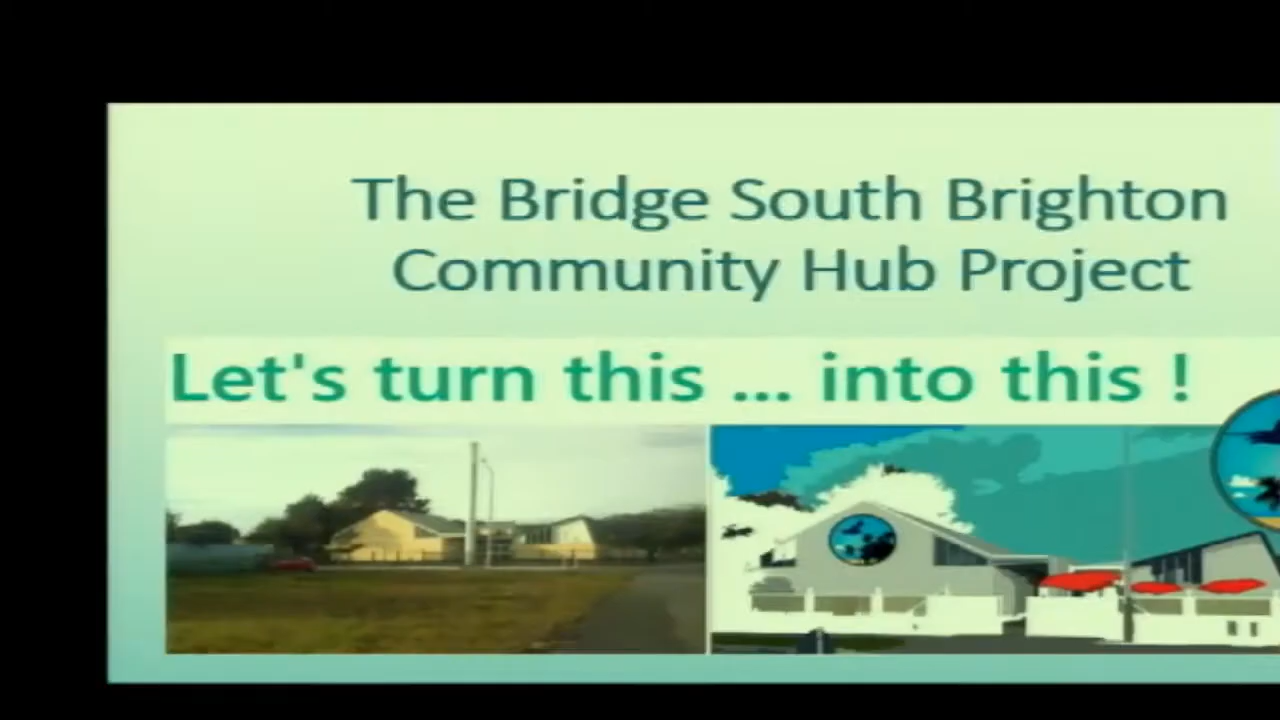 The Bridge South Brighton
Community Hub Project
Let's turn this ... into this !